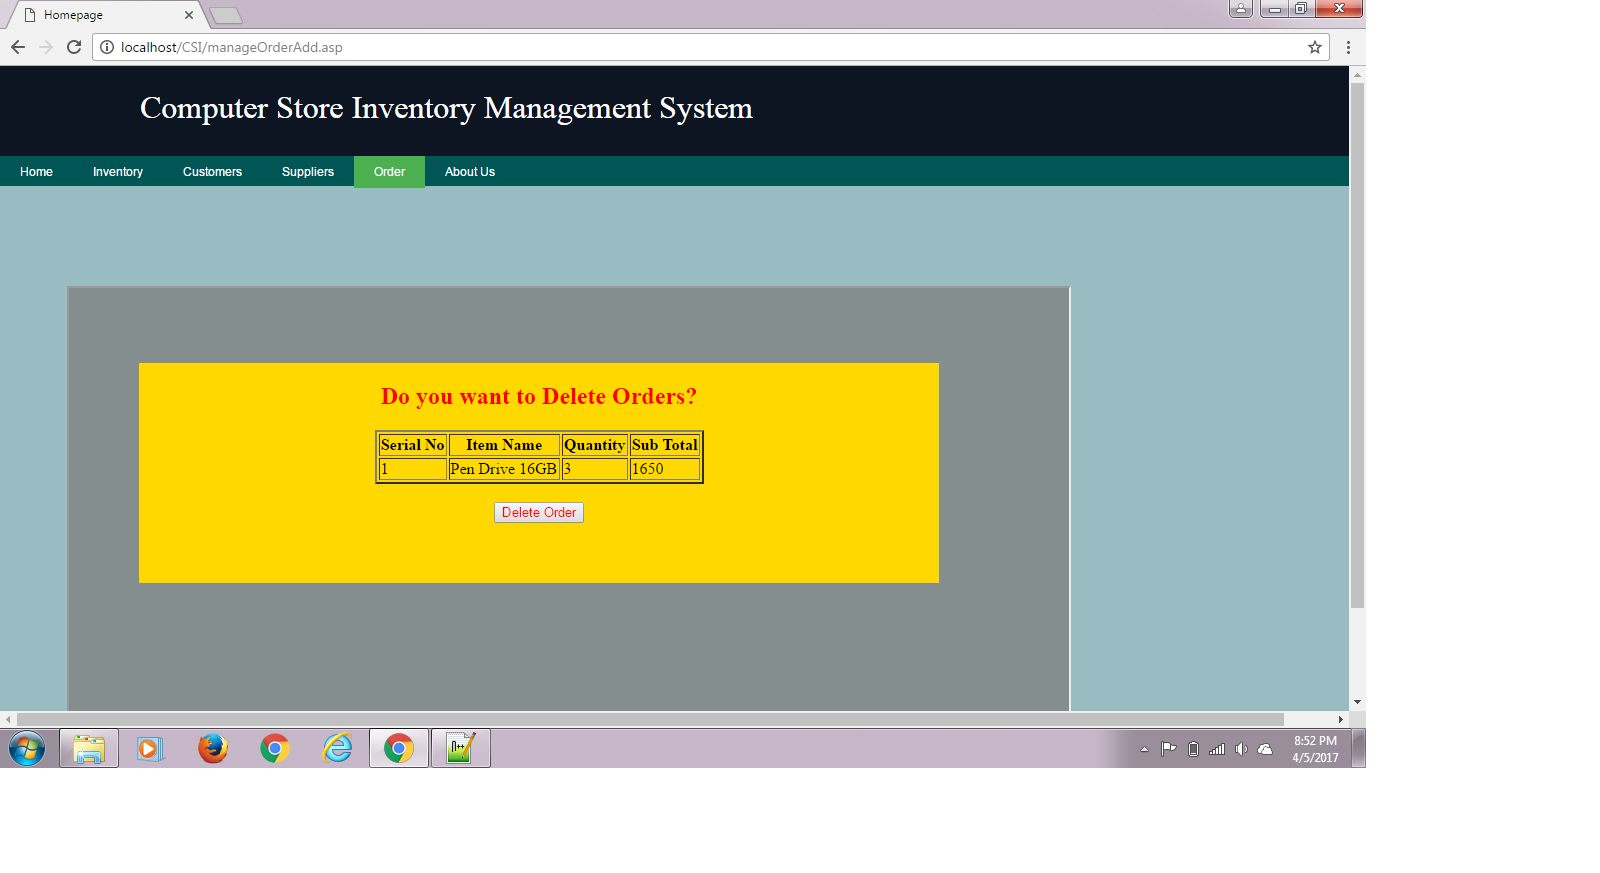 Homepage
localhost/CSI/manageOrderAdd.asp
Computer Store Inventory Management System
Home Inventory Customers Suppliers Order About Us
Do you want to Delete Orders?
Serial No Item Name Quantity Sub Total
1 Pen Drive 16GB 3 1650
Delete Order
8:52 PM
4/5/2017